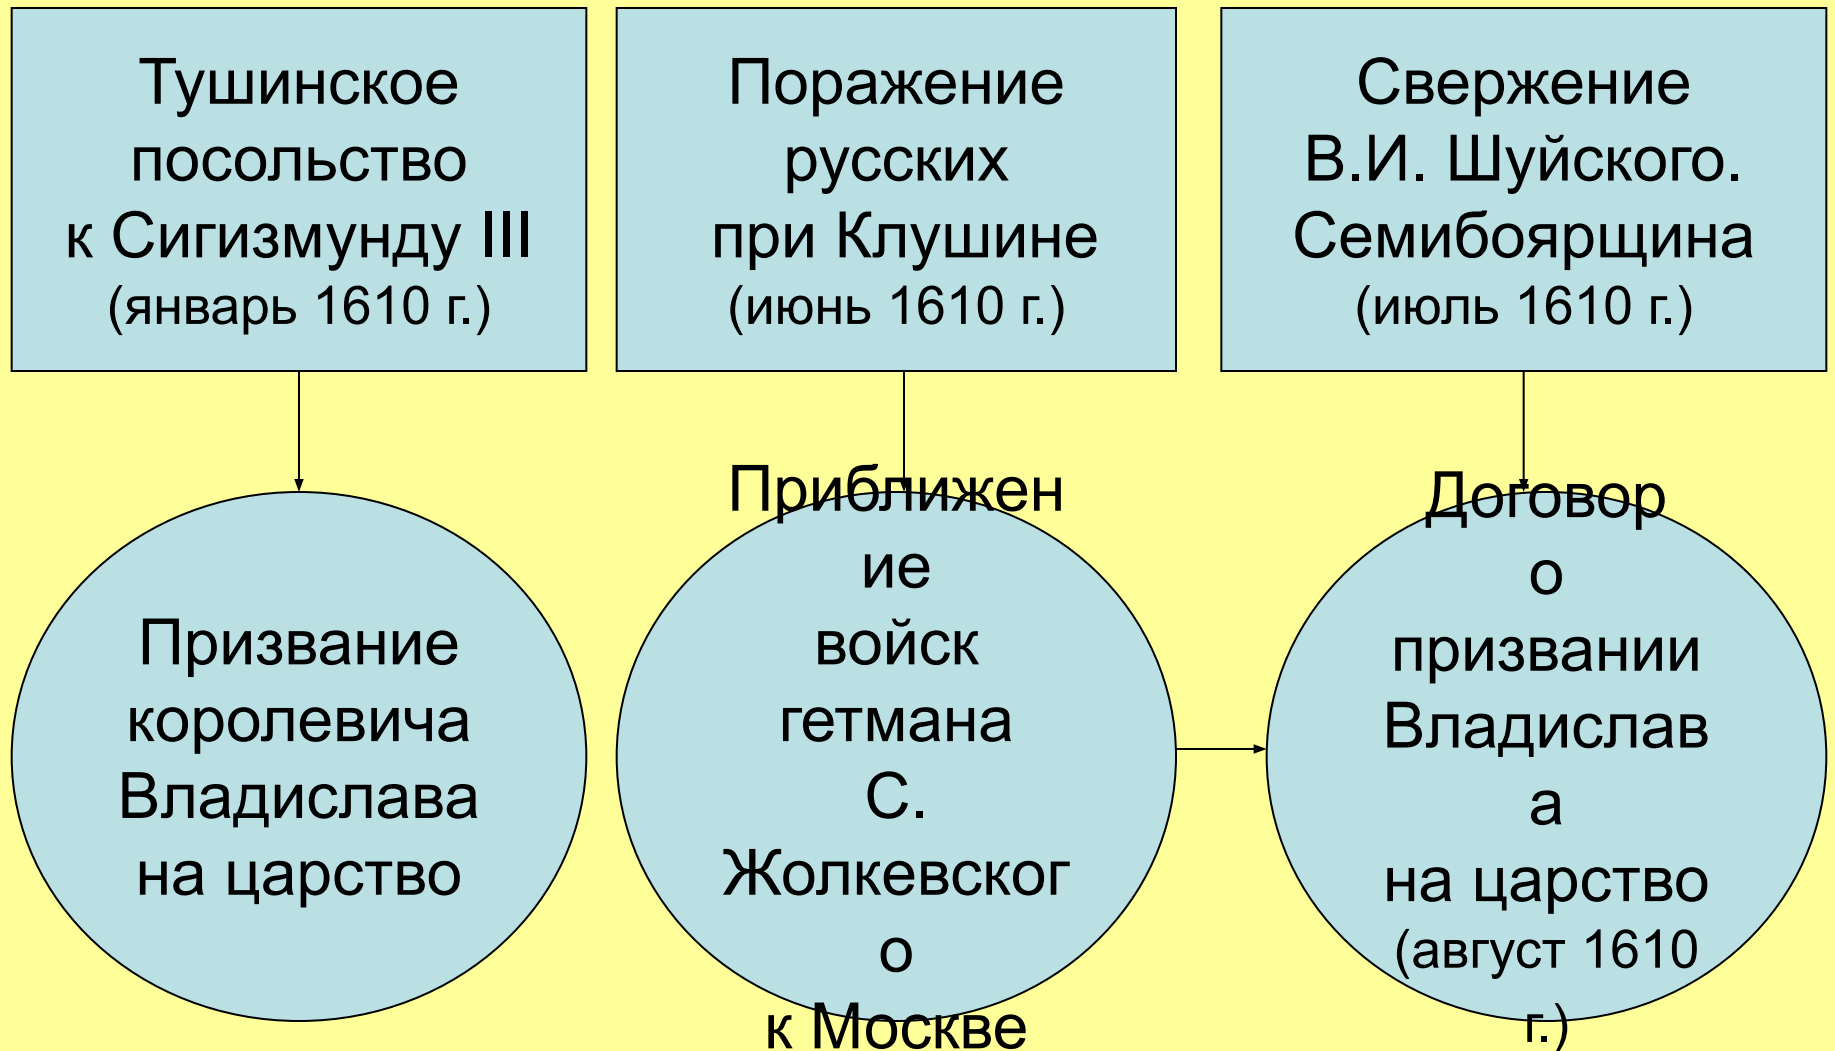 Тушинское
посольство
к Сигизмунду III
(январь 1610 г.)
Поражение
русских
при Клушине
(июнь 1610 г.)
Свержение
В.И. Шуйского.
Семибоярщина
(июль 1610 г.)
Призвание
королевича
Владислава
на царство
Приближен
ие
войск
гетмана
С.
Жолкевског
о
к Москве
Договор
о
призвании
Владислав
а
на царство
(август 1610
г.)